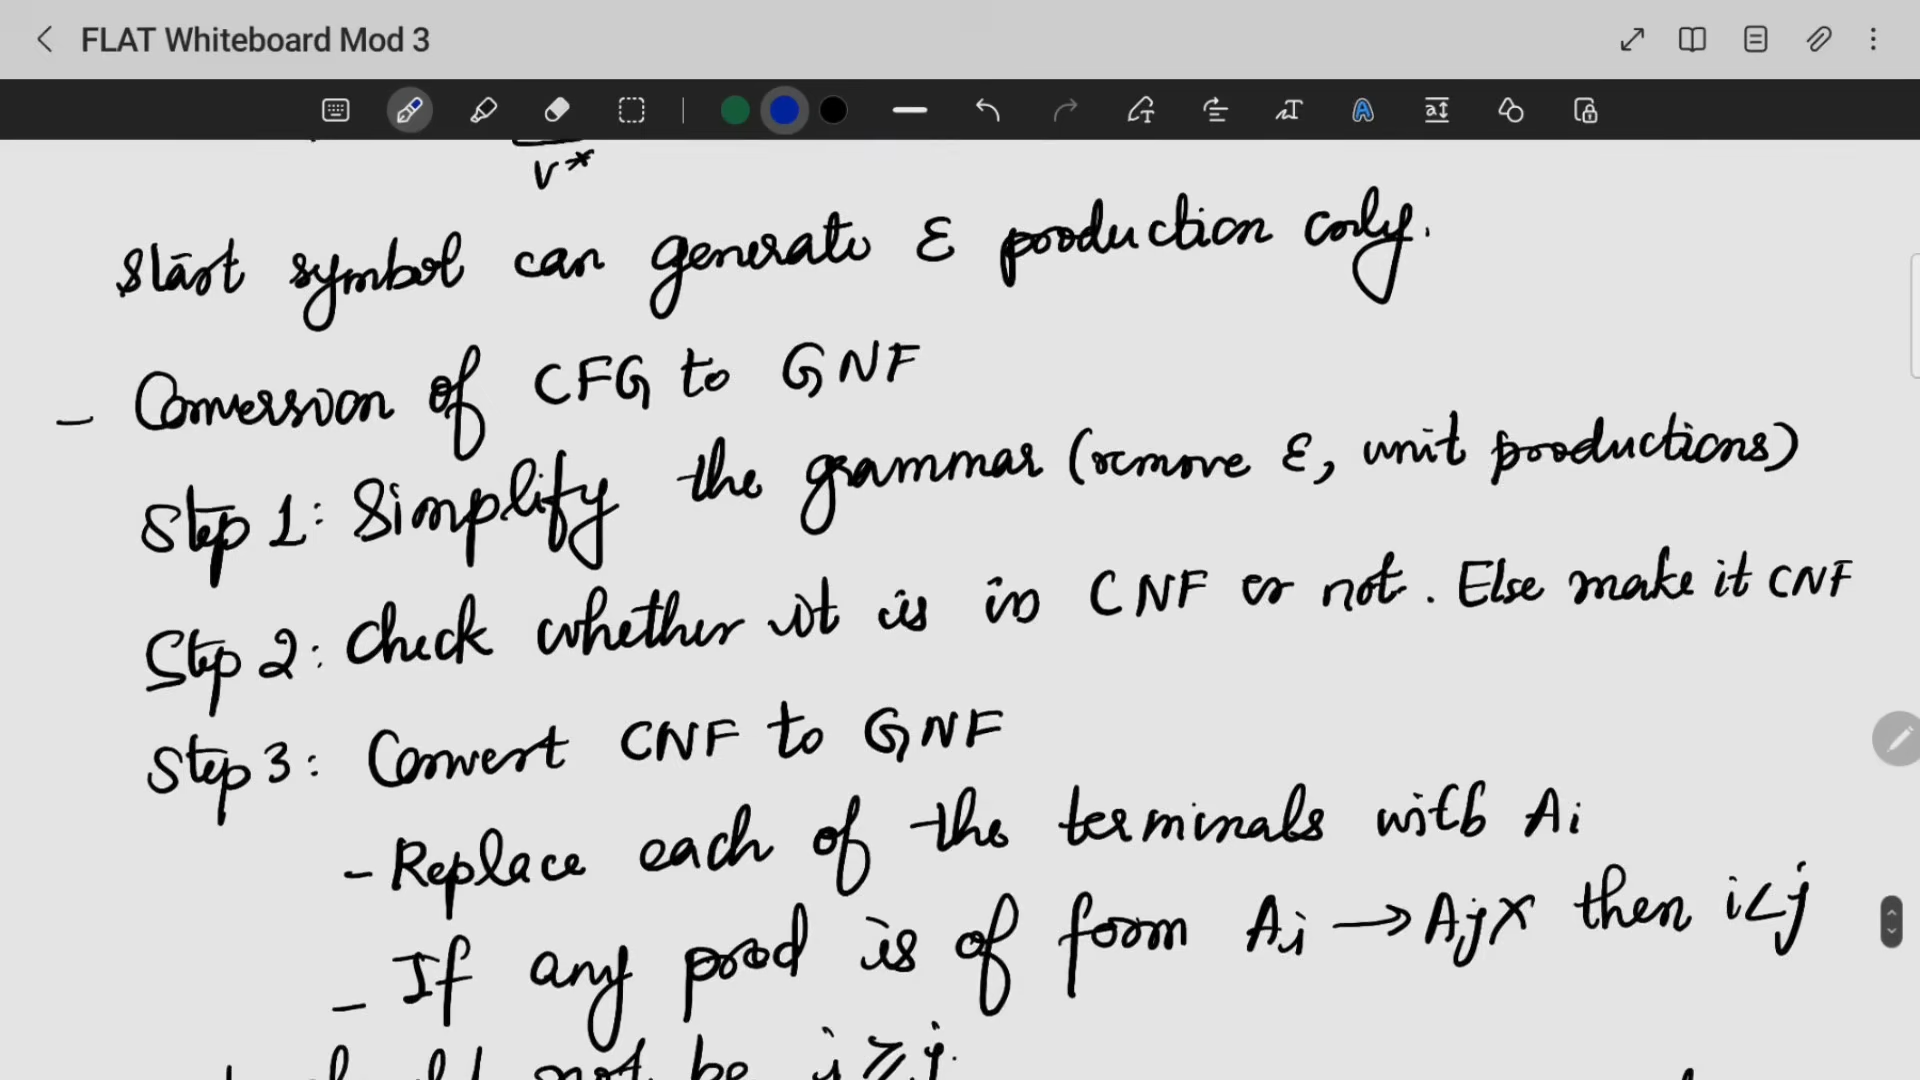 FLAT Whiteboard Mod 3
V*
Start symbol can generate ε production only.
- Conversion of CFG to GNF
Step 1: Simplify the grammar (remove ε, unit productions)
Step 2: Check whether it is in CNF or not. Else make it CNF
Step 3: Convert CNF to GNF
- Replace each of the terminals with Ai
- If any prod is of form Ai → AjX then i<j
not be i ≥ j.